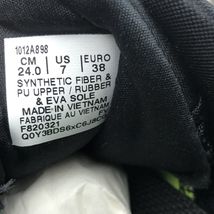 1012A898
CM US EURO
24.0 7 38
SYNTHETIC FIBER &
PU UPPER / RUBBER
& EVA SOLE
MADE IN VIETNAM
FABRIQUE AU VIETNAM
F820321